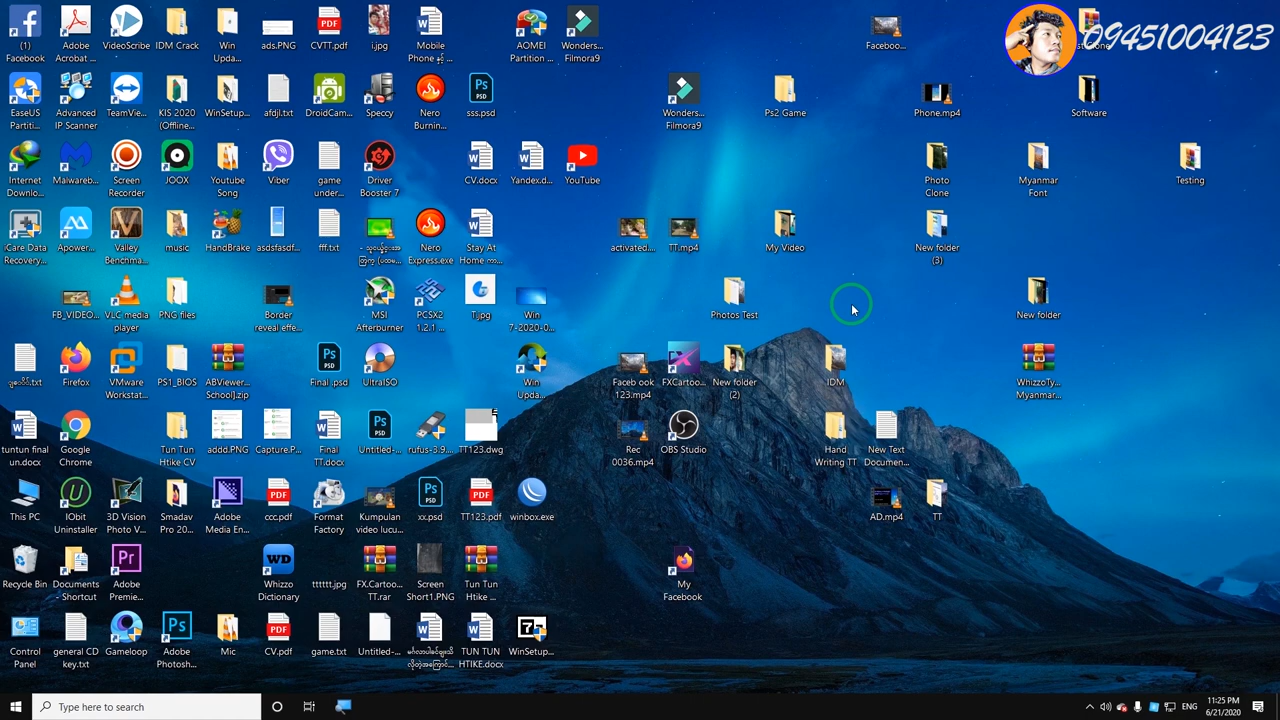 (1)
Facebook
Adobe
Acrobat ...
VideoScribe
IDM Crack
Win
Upda...
ads.PNG
CVTT.pdf
i.jpg
Mobile
Phone နှင့် ...
AOMEI
Partition ...
Wonders...
Filmora9
Faceboo...
09451004123
EaseUS
Partiti...
Advanced
IP Scanner
TeamVie...
KIS 2020
(Offline...
WinSetup...
afdjl.txt
DroidCam...
Speccy
Nero
Burnin...
sss.psd
Wonders...
Filmora9
Ps2 Game
Phone.mp4
Software
Internet
Downlo...
Malwareb...
Screen
Recorder
JOOX
Youtube
Song
Viber
game
under...
Driver
Booster 7
CV.docx
Yandex.d...
YouTube
Photo
Clone
Myanmar
Font
Testing
iCare Data
Recovery...
Apower...
Valley
Benchma...
music
HandBrake
asdsfasdf...
fff.txt
Nero
Express.exe
Stay At
Home ကာ...
activated....
TT.mp4
My Video
New folder
(3)
FB_VIDEO...
VLC media
player
PNG files
Border
reveal effe...
MSI
Afterburner
PCSX2
1.2.1 ...
T.jpg
Win
7-2020-0...
Photos Test
New folder
Firefox
VMware
Workstat...
PS1_BIOS
ABViewer...
School].zip
Final .psd
UltraISO
Win
Upda...
Faceb ook
123.mp4
FXCartoo...
New folder
(2)
IDM
WhizzoTy...
Myanmar...
tuntun final
un.docx
Google
Chrome
Tun Tun
Htike CV
addd.PNG
Capture.P...
Final
TT.docx
Untitled-...
rufus-3.9....
TT123.dwg
Rec
0036.mp4
OBS Studio
Hand
Writing TT
New Text
Documen...
This PC
IObit
Uninstaller
3D Vision
Photo V...
Smadav
Pro 20...
Adobe
Media En...
ccc.pdf
Format
Factory
Kumpulan
video lucu...
xx.psd
TT123.pdf
winbox.exe
AD.mp4
TT
Recycle Bin
Documents
- Shortcut
Adobe
Premie...
Whizzo
Dictionary
tttttt.jpg
FX.Cartoo...
TT.rar
Screen
Short1.PNG
Tun Tun
Htike ...
My
Facebook
Control
Panel
general CD
key.txt
Gameloop
Adobe
Photosh...
Mic
CV.pdf
game.txt
Untitled-...
TUN TUN
HTIKE.docx
WinSetup...
Type here to search
ENG
11:25 PM
6/21/2020